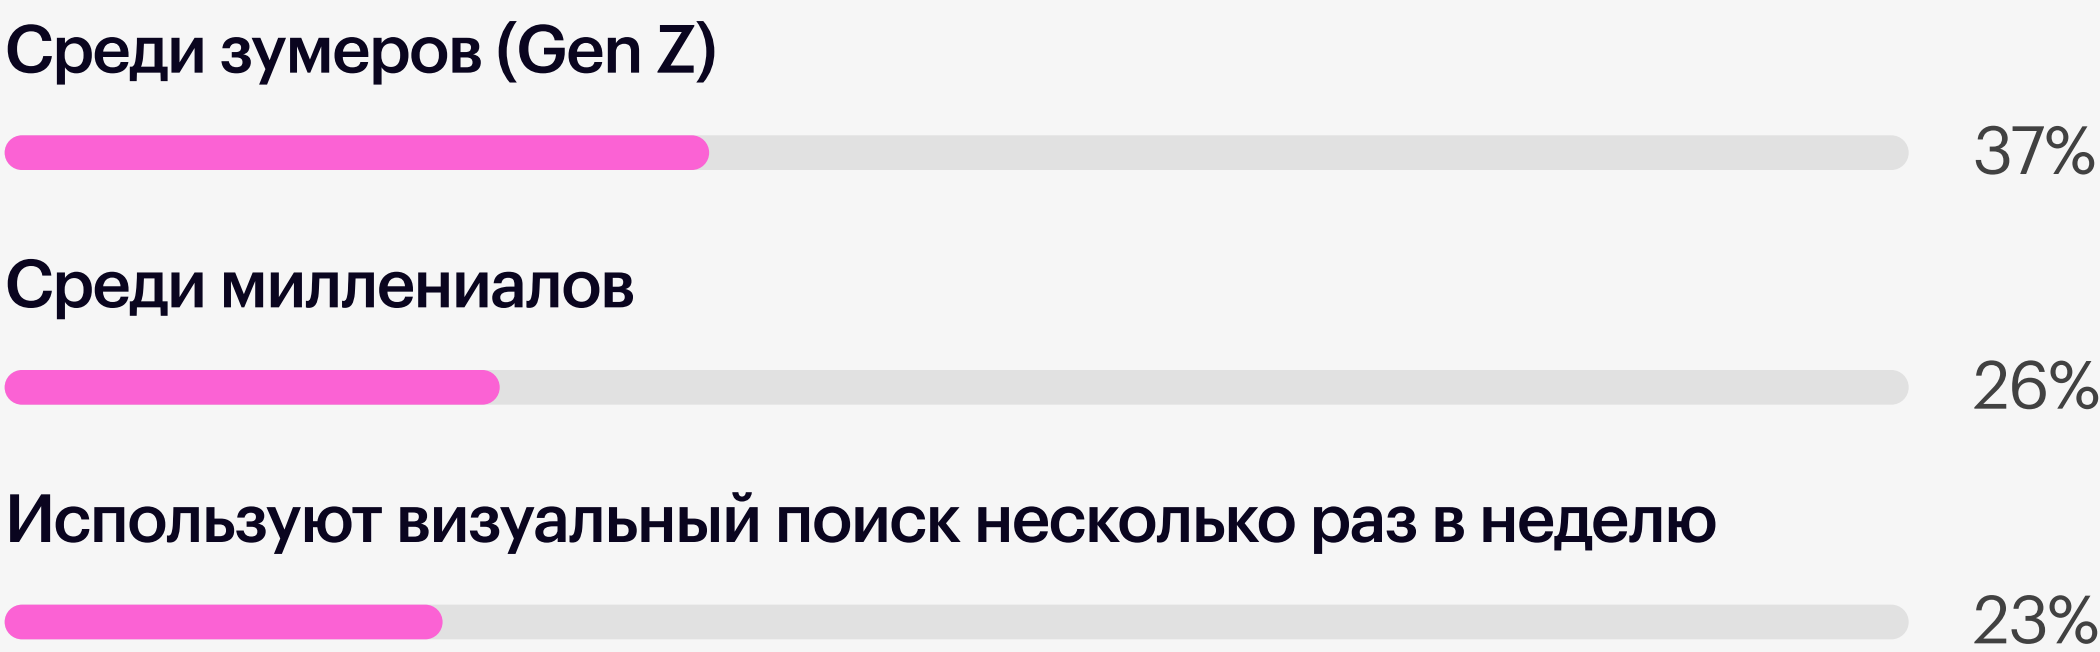 Среди зумеров (Gen Z)
37%
Среди миллениалов
26%
Используют визуальный поиск несколько раз в неделю
23%